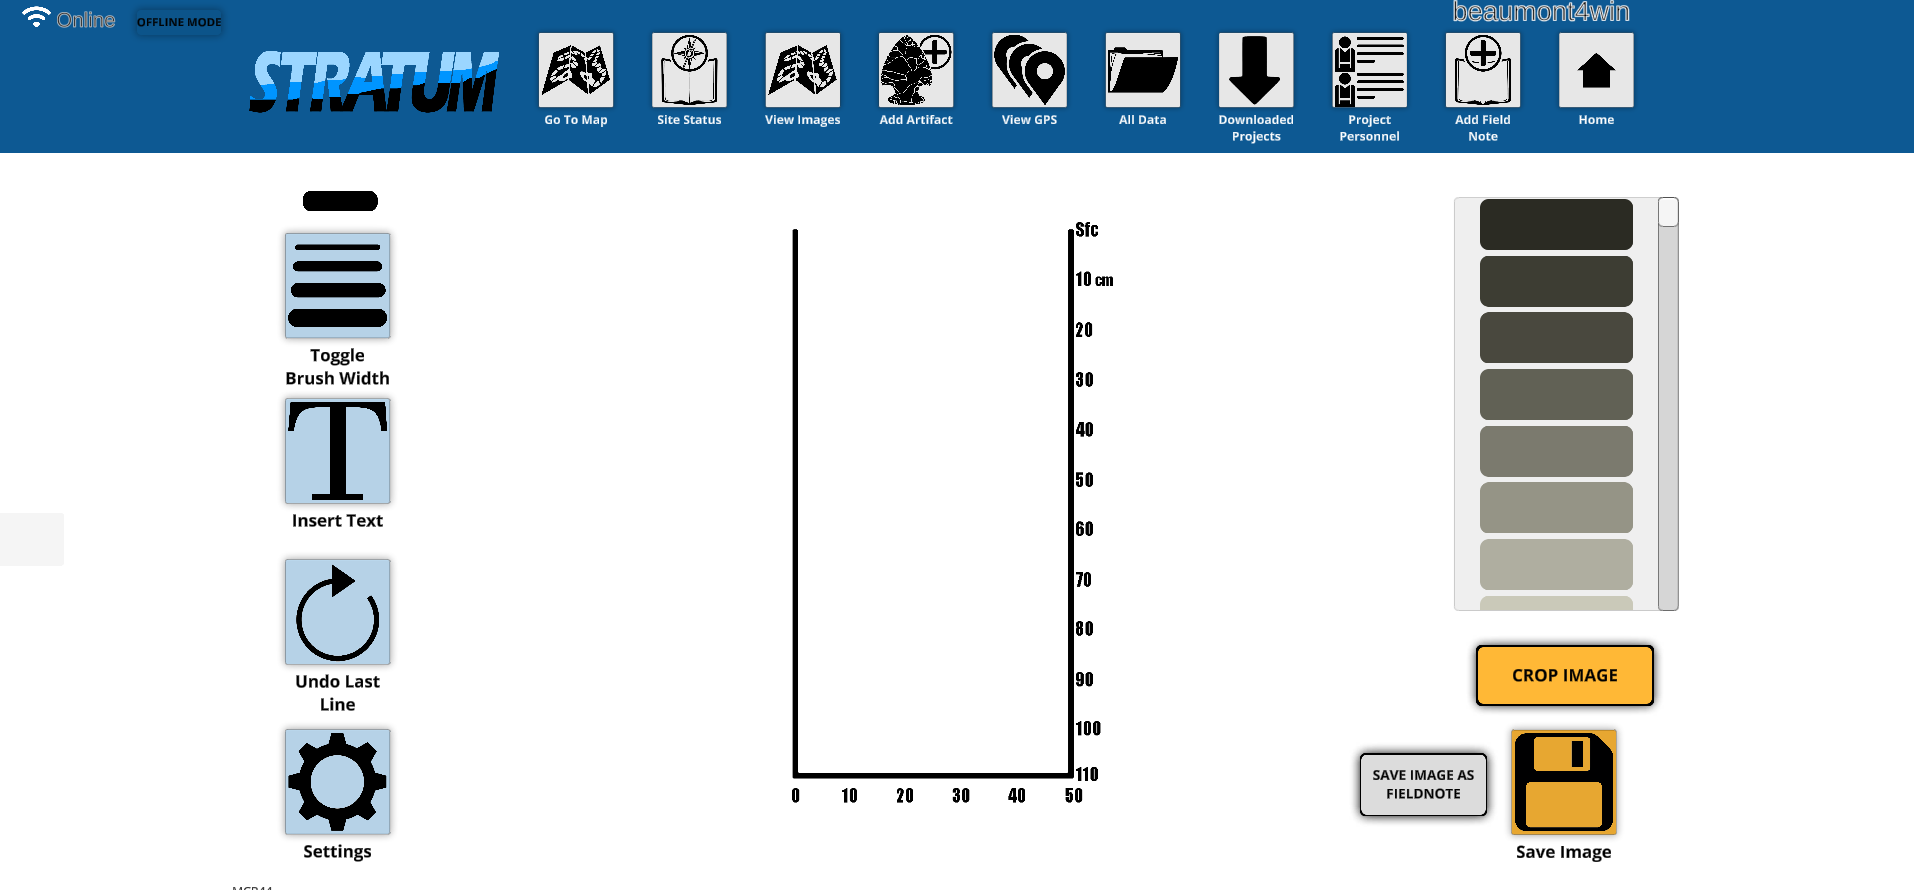 Online
OFFLINE MODE
beaumont4win
STRATUM
Go To Map
Site Status
View Images
Add Artifact
View GPS
All Data
Downloaded
Projects
Project
Personnel
Add Field
Note
Home
Toggle
Brush Width
T
Insert Text
Undo Last
Line
Settings
Sfc
10 cm
20
30
40
50
60
70
80
90
100
110
0 10 20 30 40 50
CROP IMAGE
SAVE IMAGE AS
FIELDNOTE
Save Image